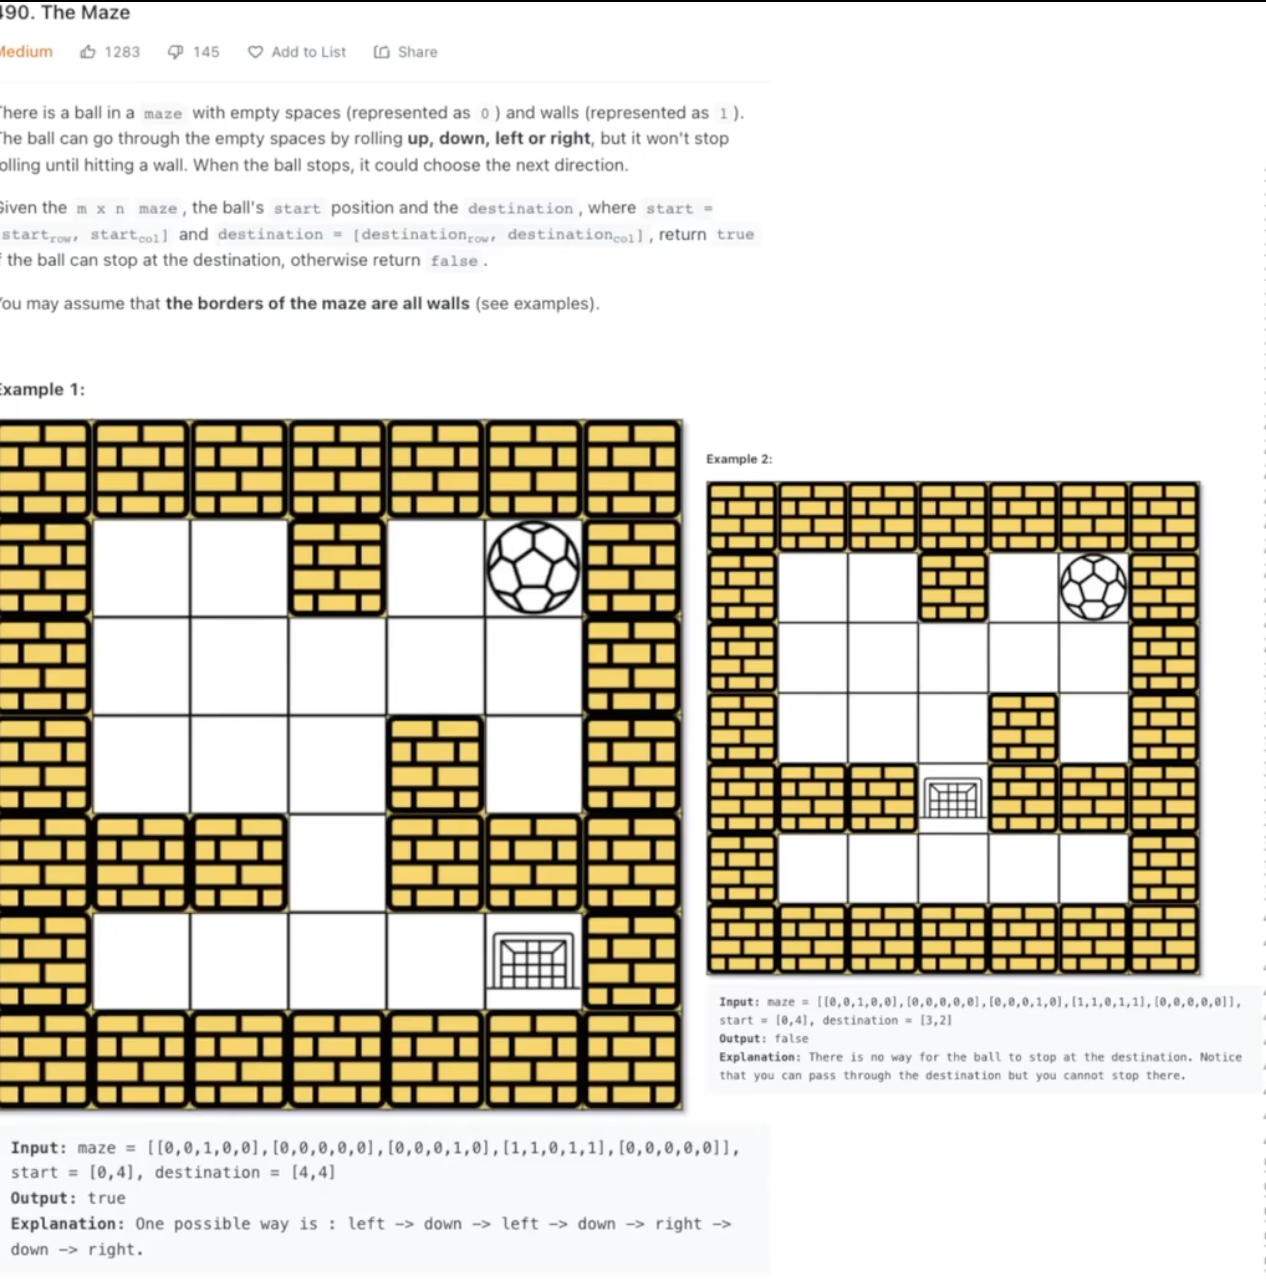 490. The Maze
Medium 1283 145 Add to List Share
There is a ball in a maze with empty spaces (represented as 0 ) and walls (represented as 1 ).
The ball can go through the empty spaces by rolling up, down, left or right, but it won't stop
rolling until hitting a wall. When the ball stops, it could choose the next direction.
Given the m x n maze , the ball's start position and the destination , where start =
[startrow, startcol] and destination = [destinationrow, destinationcol] , return true
if the ball can stop at the destination, otherwise return false .
You may assume that the borders of the maze are all walls (see examples).
Example 1:
Input: maze = [[0,0,1,0,0],[0,0,0,0,0],[0,0,0,1,0],[1,1,0,1,1],[0,0,0,0,0]],
start = [0,4], destination = [4,4]
Output: true
Explanation: One possible way is : left -> down -> left -> down -> right ->
down -> right.
Example 2:
Input: maze = [[0,0,1,0,0],[0,0,0,0,0],[0,0,0,1,0],[1,1,0,1,1],[0,0,0,0,0]],
start = [0,4], destination = [3,2]
Output: false
Explanation: There is no way for the ball to stop at the destination. Notice
that you can pass through the destination but you cannot stop there.